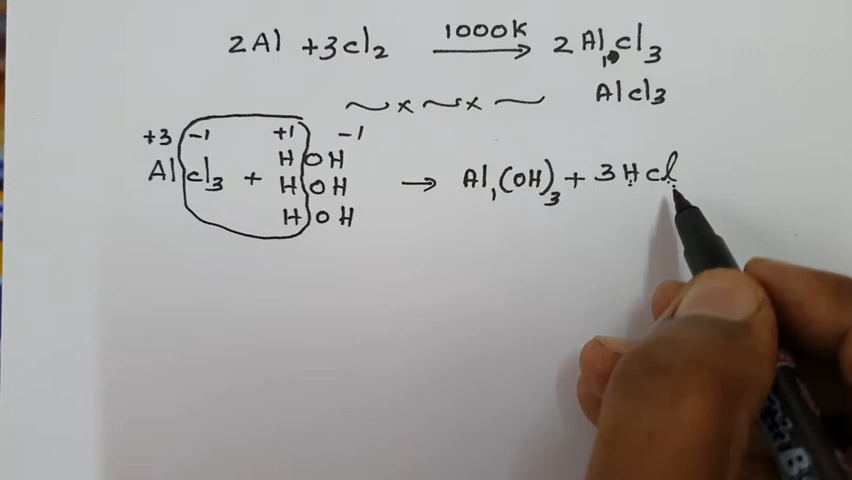 2Al + 3Cl2 1000K → 2Al1Cl3
AlCl3
~ x ~ x ~
+3 -1 +1 -1
AlCl3 + HOH → Al1(OH)3 + 3HCl
HOH
HOH
B